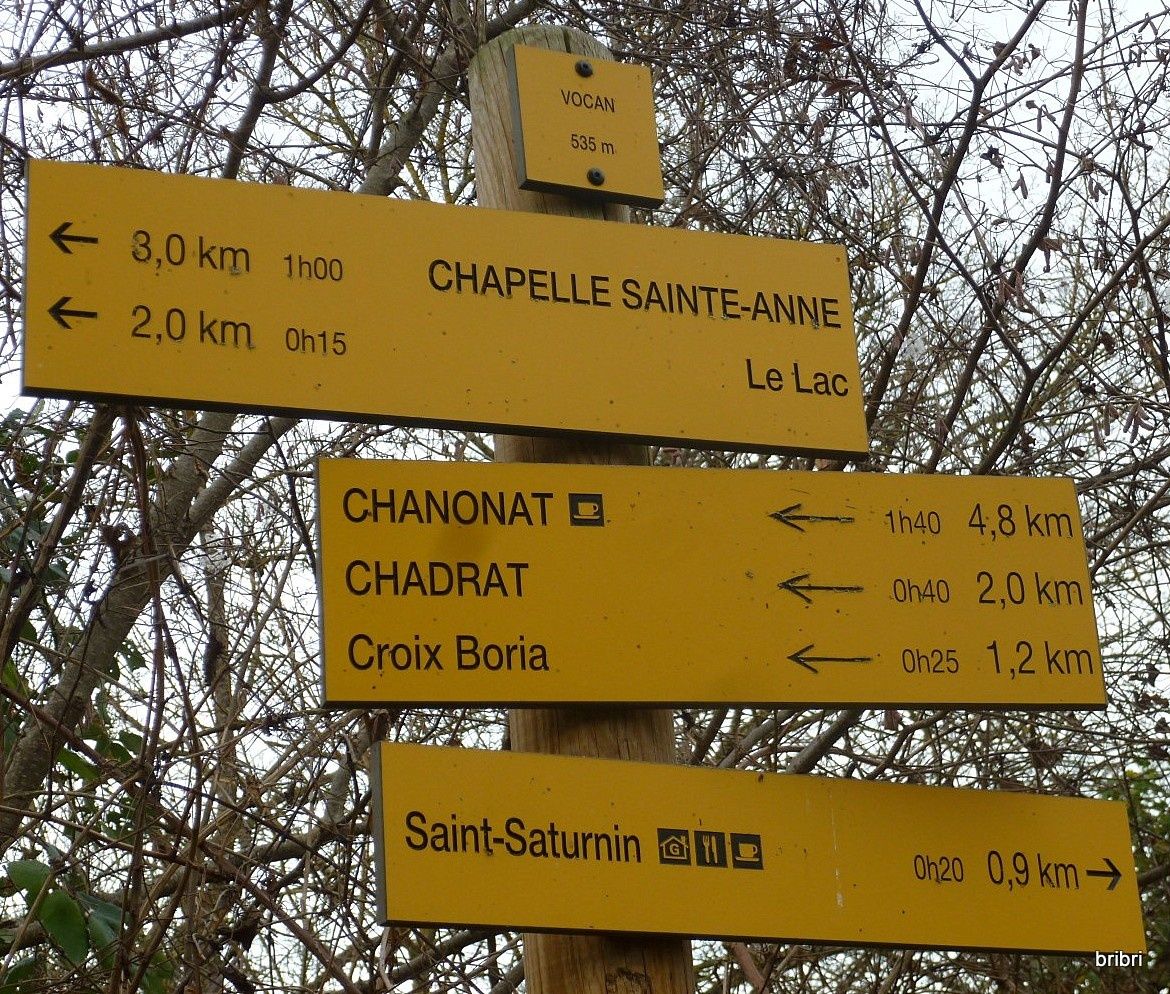 VOCAN
535 m
← 3,0 km 1h00 CHAPELLE SAINTE-ANNE
← 2,0 km 0h15 Le Lac
CHANONAT ← 1h40 4,8 km
CHADRAT ← 0h40 2,0 km
Croix Boria ← 0h25 1,2 km
Saint-Saturnin G 0h20 0,9 km →
bribri